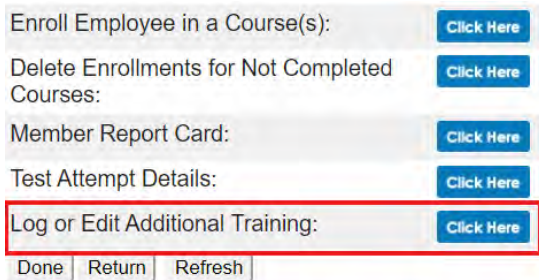 Enroll Employee in a Course(s): Click Here
Delete Enrollments for Not Completed Click Here
Courses:
Member Report Card: Click Here
Test Attempt Details: Click Here
Log or Edit Additional Training: Click Here
Done Return Refresh